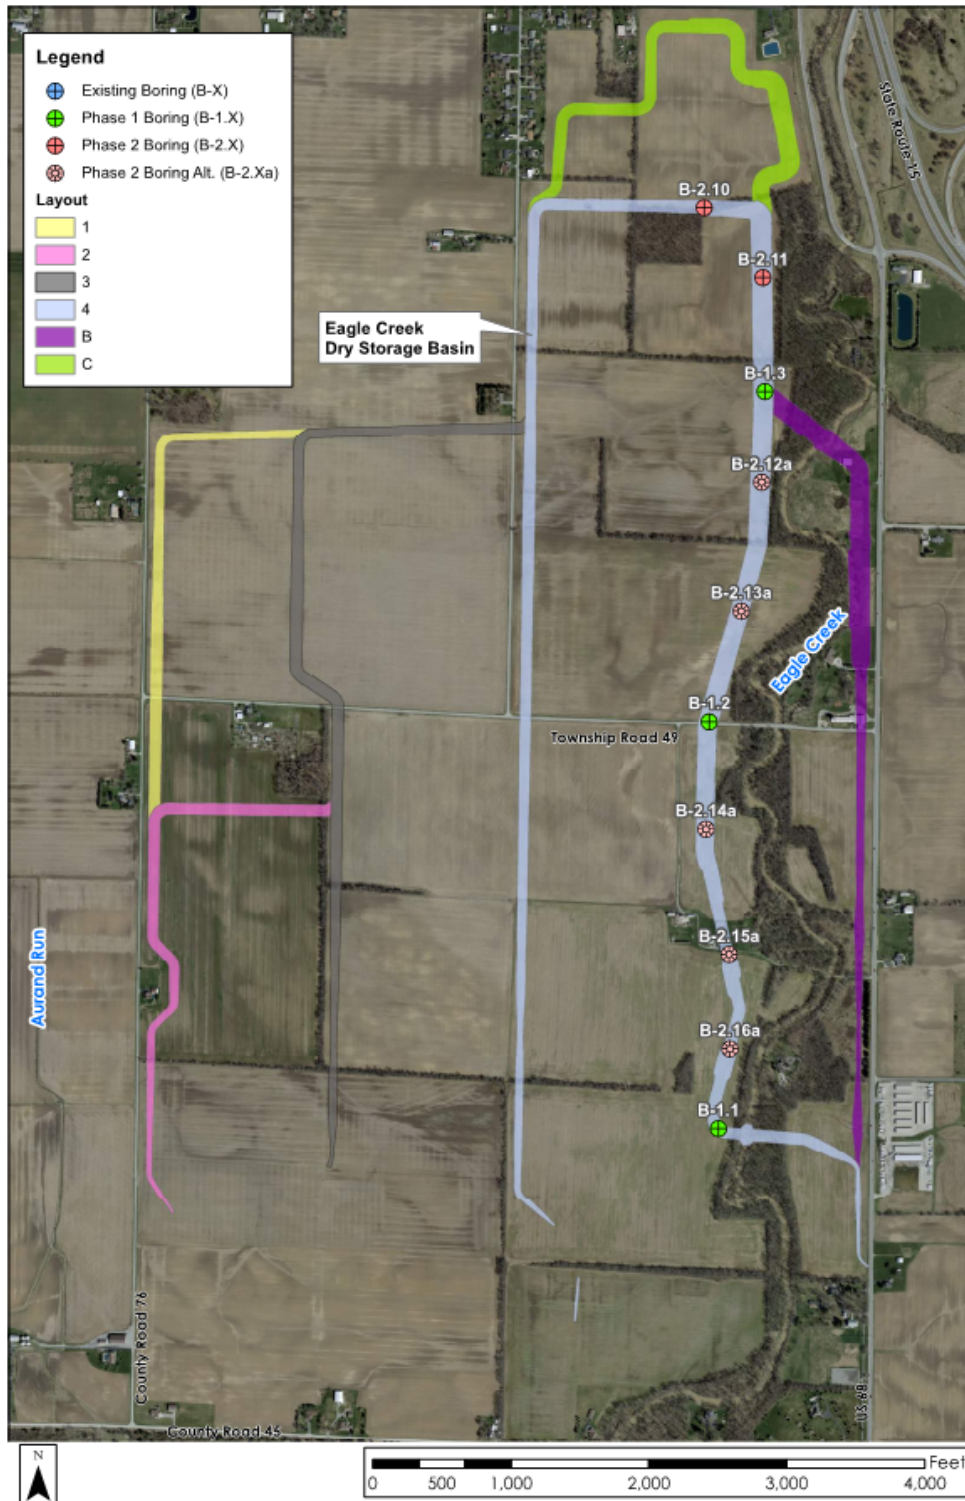 Legend
Existing Boring (B-X)
Phase 1 Boring (B-1.X)
Phase 2 Boring (B-2.X)
Phase 2 Boring Alt. (B-2.Xa)
Layout
1
2
3
4
B
C
State Route 15
B-2.10
B-2.11
Eagle Creek
Dry Storage Basin
B-1.3
B-2.12a
B-2.13a
Eagle Creek
B-1.2
Township Road 49
B-2.14a
B-2.15a
Aurand Run
B-2.16a
B-1.1
County Road 76
US 68
County Road 45
N
Feet
0 500 1,000 2,000 3,000 4,000